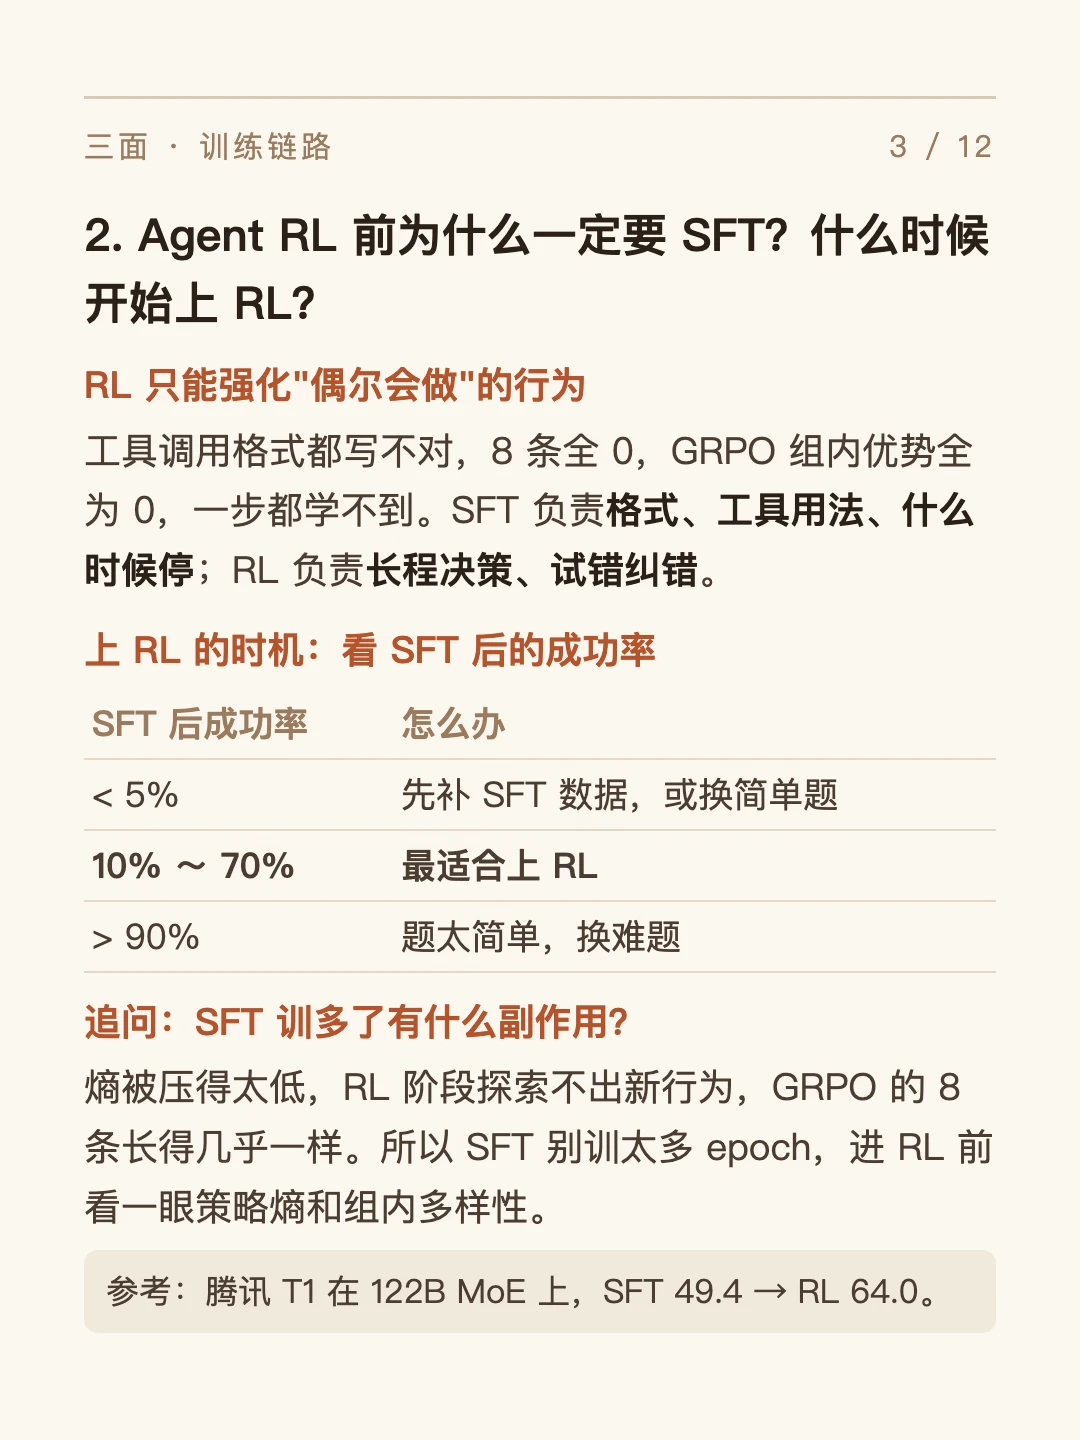 三面 · 训练链路
3 / 12
2. Agent RL 前为什么一定要 SFT？什么时候
开始上 RL？
RL 只能强化"偶尔会做"的行为
工具调用格式都写不对，8 条全 0，GRPO 组内优势全
为 0，一步都学不到。SFT 负责格式、工具用法、什么
时候停；RL 负责长程决策、试错纠错。
上 RL 的时机：看 SFT 后的成功率
SFT 后成功率 怎么办
< 5% 先补 SFT 数据，或换简单题
10% ～ 70% 最适合上 RL
> 90% 题太简单，换难题
追问：SFT 训多了有什么副作用？
熵被压得太低，RL 阶段探索不出新行为，GRPO 的 8
条长得几乎一样。所以 SFT 别训太多 epoch，进 RL 前
看一眼策略熵和组内多样性。
参考：腾讯 T1 在 122B MoE 上，SFT 49.4 → RL 64.0。